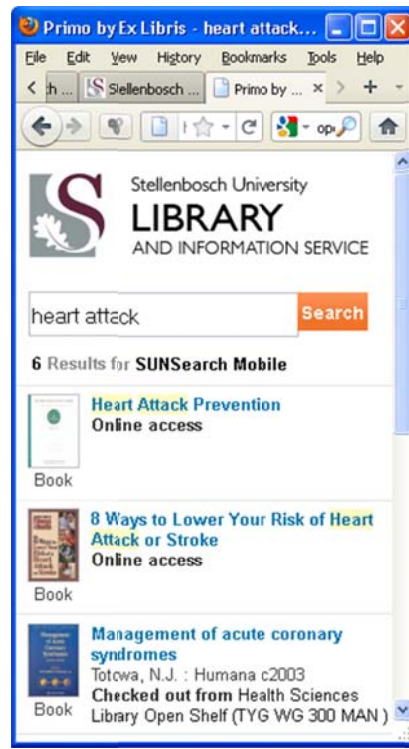 Primo by Ex Libris - heart attack...
File Edit View History Bookmarks Tools Help
Stellenbosch ... Primo by ...
Stellenbosch University
LIBRARY
AND INFORMATION SERVICE
heart attack
Search
6 Results for SUNSearch Mobile
Heart Attack Prevention
Online access
Book
8 Ways to Lower Your Risk of Heart
Attack or Stroke
Online access
Book
Management of acute coronary
syndromes
Totowa, N.J. : Humana c2003
Checked out from Health Sciences
Library Open Shelf (TYG WG 300 MAN )
Book